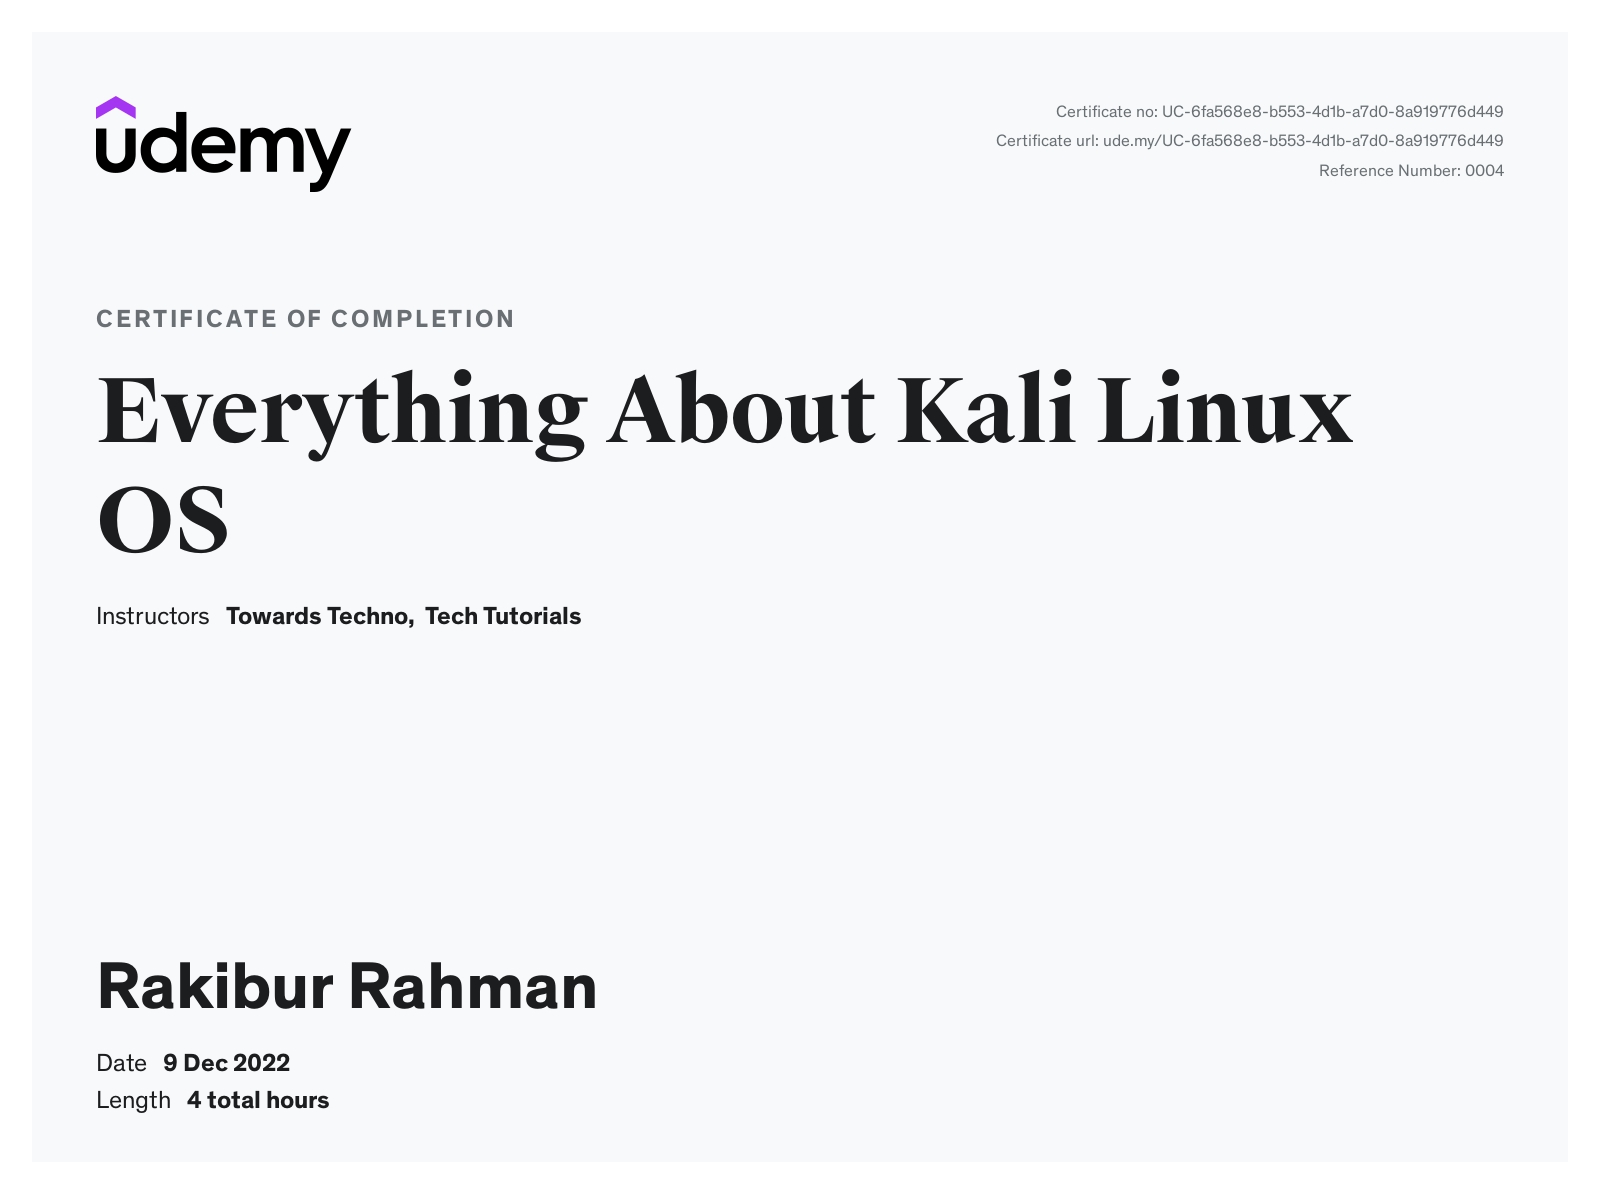 udemy
Certificate no: UC-6fa568e8-b553-4d1b-a7d0-8a919776d449
Certificate url: ude.my/UC-6fa568e8-b553-4d1b-a7d0-8a919776d449
Reference Number: 0004
CERTIFICATE OF COMPLETION
Everything About Kali Linux
OS
Instructors Towards Techno, Tech Tutorials
Rakibur Rahman
Date 9 Dec 2022
Length 4 total hours